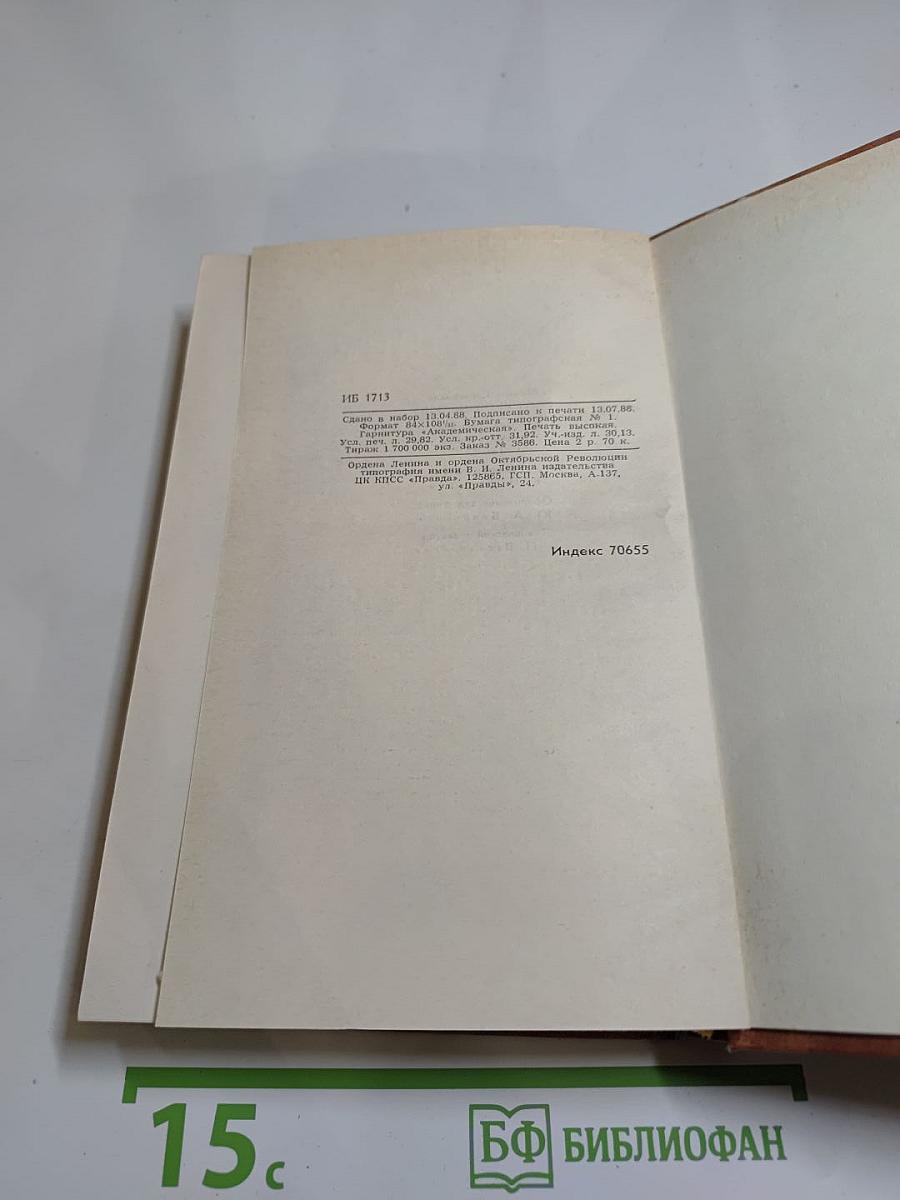 ИБ 1713
Сдано в набор 13.04.88. Подписано к печати 13.07.88.
Формат 84×108¹/₃₂. Бумага типографская № 1.
Гарнитура «Академическая». Печать высокая.
Усл. печ. л. 29,82. Усл. кр.-отт. 31,92. Уч.-изд. л. 30,13.
Тираж 1 700 000 экз. Заказ № 3586. Цена 2 р. 70 к.
Ордена Ленина и ордена Октябрьской Революции
типография имени В. И. Ленина издательства
ЦК КПСС «Правда». 125865, ГСП, Москва, А-137,
ул. «Правды», 24.
Индекс 70655
15 с
БФ БИБЛИОФАН